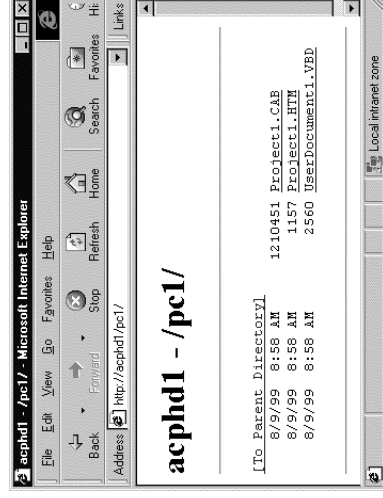 acphd1 - /pc1/ - Microsoft Internet Explorer
File Edit View Go Favorites Help
Back Forward Stop Refresh Home Search Favorites Hi
Address http://acphd1/pc1/ Links
acphd1 - /pc1/
[To Parent Directory]
8/9/99 8:58 AM 1210451 Project1.CAB
8/9/99 8:58 AM 1157 Project1.HTM
8/9/99 8:58 AM 2560 UserDocument1.VBD
Local intranet zone